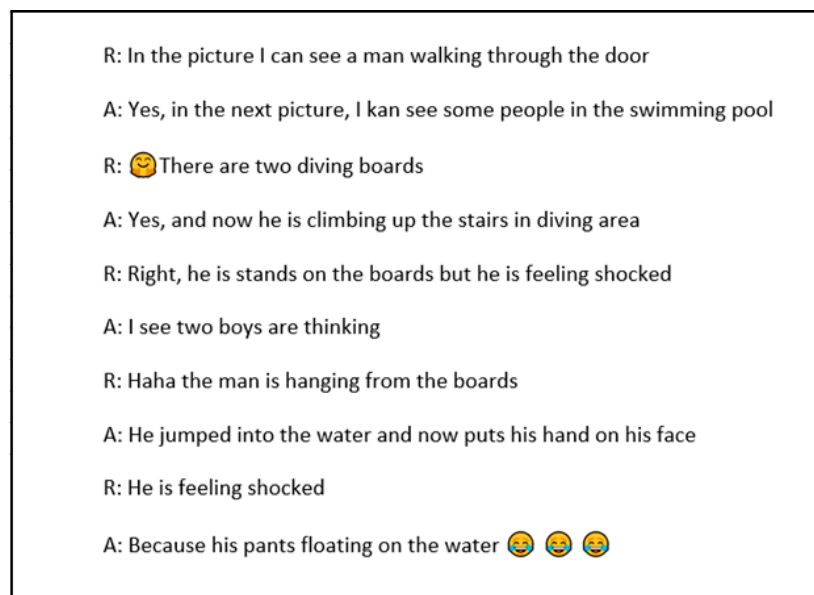 R: In the picture I can see a man walking through the door
A: Yes, in the next picture, I kan see some people in the swimming pool
R: 🤗There are two diving boards
A: Yes, and now he is climbing up the stairs in diving area
R: Right, he is stands on the boards but he is feeling shocked
A: I see two boys are thinking
R: Haha the man is hanging from the boards
A: He jumped into the water and now puts his hand on his face
R: He is feeling shocked
A: Because his pants floating on the water 😂 😂 😂